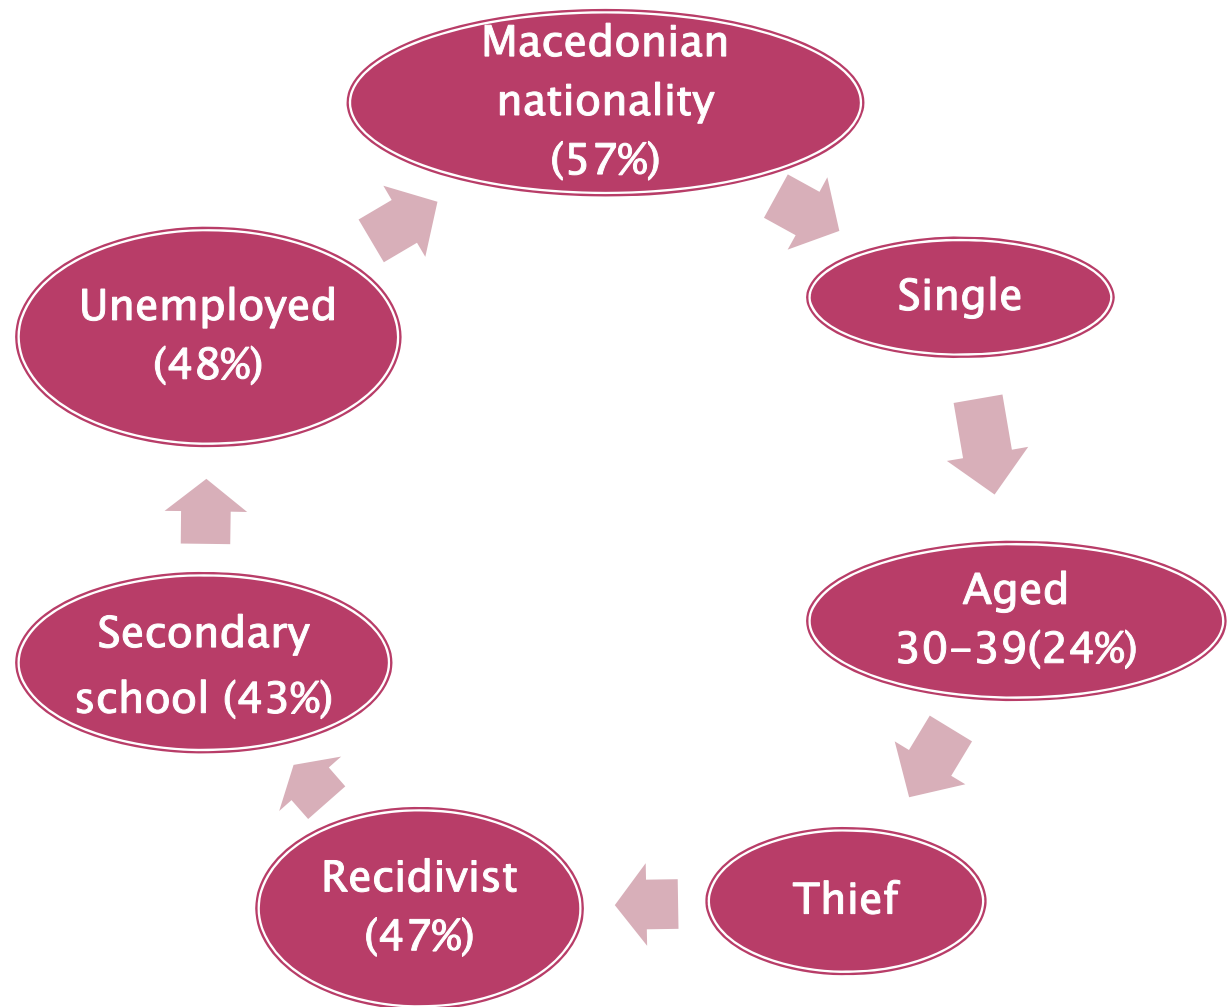 Macedonian
nationality
(57%)
Single
Aged
30–39(24%)
Thief
Recidivist
(47%)
Secondary
school (43%)
Unemployed
(48%)